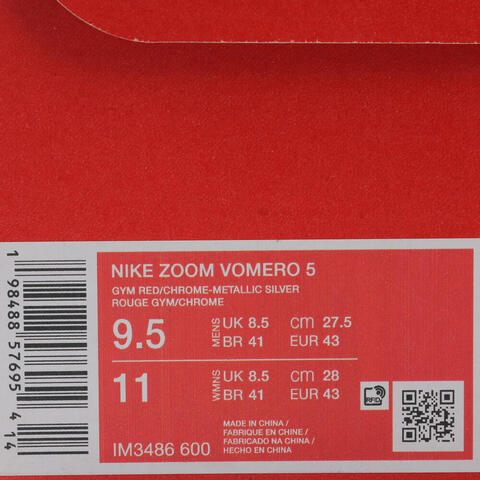 NIKE ZOOM VOMERO 5
GYM RED/CHROME-METALLIC SILVER
ROUGE GYM/CHROME
9.5 MENS UK 8.5 CM 27.5
BR 41 EUR 43
11 WMNS UK 8.5 CM 28
BR 41 EUR 43
RFID
IM3486 600
MADE IN CHINA /
FABRIQUE EN CHINE /
FABRICADO NA CHINA /
HECHO EN CHINA
1 98488 57695 4 14